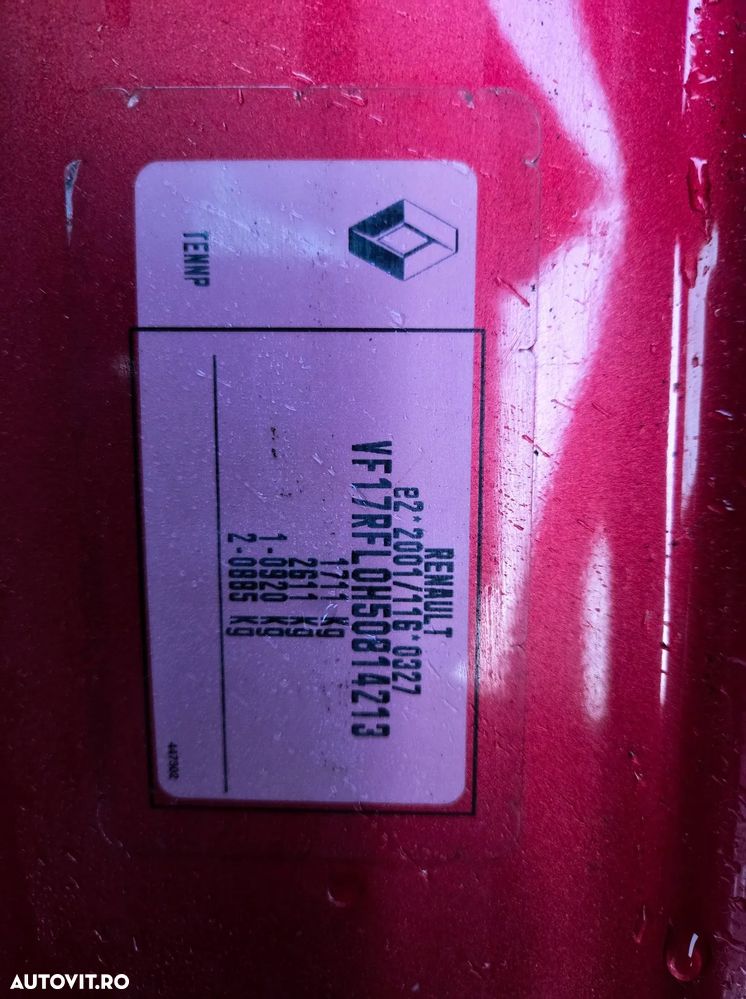 TENNP
RENAULT
e2*2001/116*0327
VF17RFL0H50814213
1711 kg
2611 kg
1-0920 kg
2-0885 kg
447502
AUTOVIT.RO